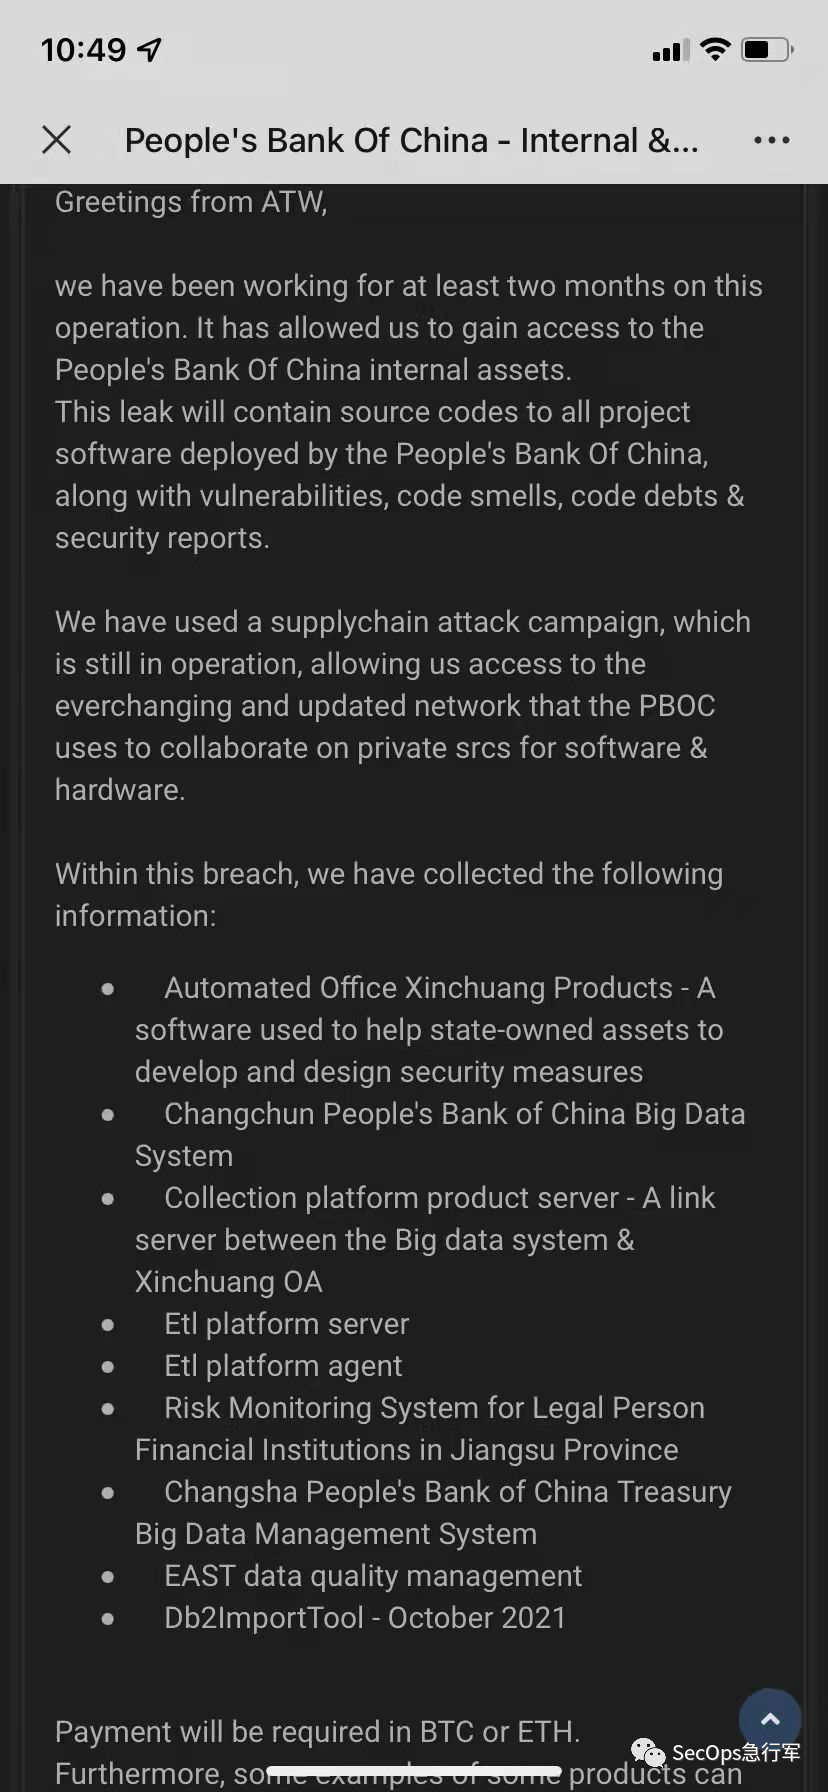 10:49
People's Bank Of China - Internal &...
Greetings from ATW,
we have been working for at least two months on this
operation. It has allowed us to gain access to the
People's Bank Of China internal assets.
This leak will contain source codes to all project
software deployed by the People's Bank Of China,
along with vulnerabilities, code smells, code debts &
security reports.
We have used a supplychain attack campaign, which
is still in operation, allowing us access to the
everchanging and updated network that the PBOC
uses to collaborate on private srcs for software &
hardware.
Within this breach, we have collected the following
information:
● Automated Office Xinchuang Products - A
software used to help state-owned assets to
develop and design security measures
● Changchun People's Bank of China Big Data
System
● Collection platform product server - A link
server between the Big data system &
Xinchuang OA
● Etl platform server
● Etl platform agent
● Risk Monitoring System for Legal Person
Financial Institutions in Jiangsu Province
● Changsha People's Bank of China Treasury
Big Data Management System
● EAST data quality management
● Db2ImportTool - October 2021
Payment will be required in BTC or ETH.
SecOps急行军
Furthermore, some examples of some products can